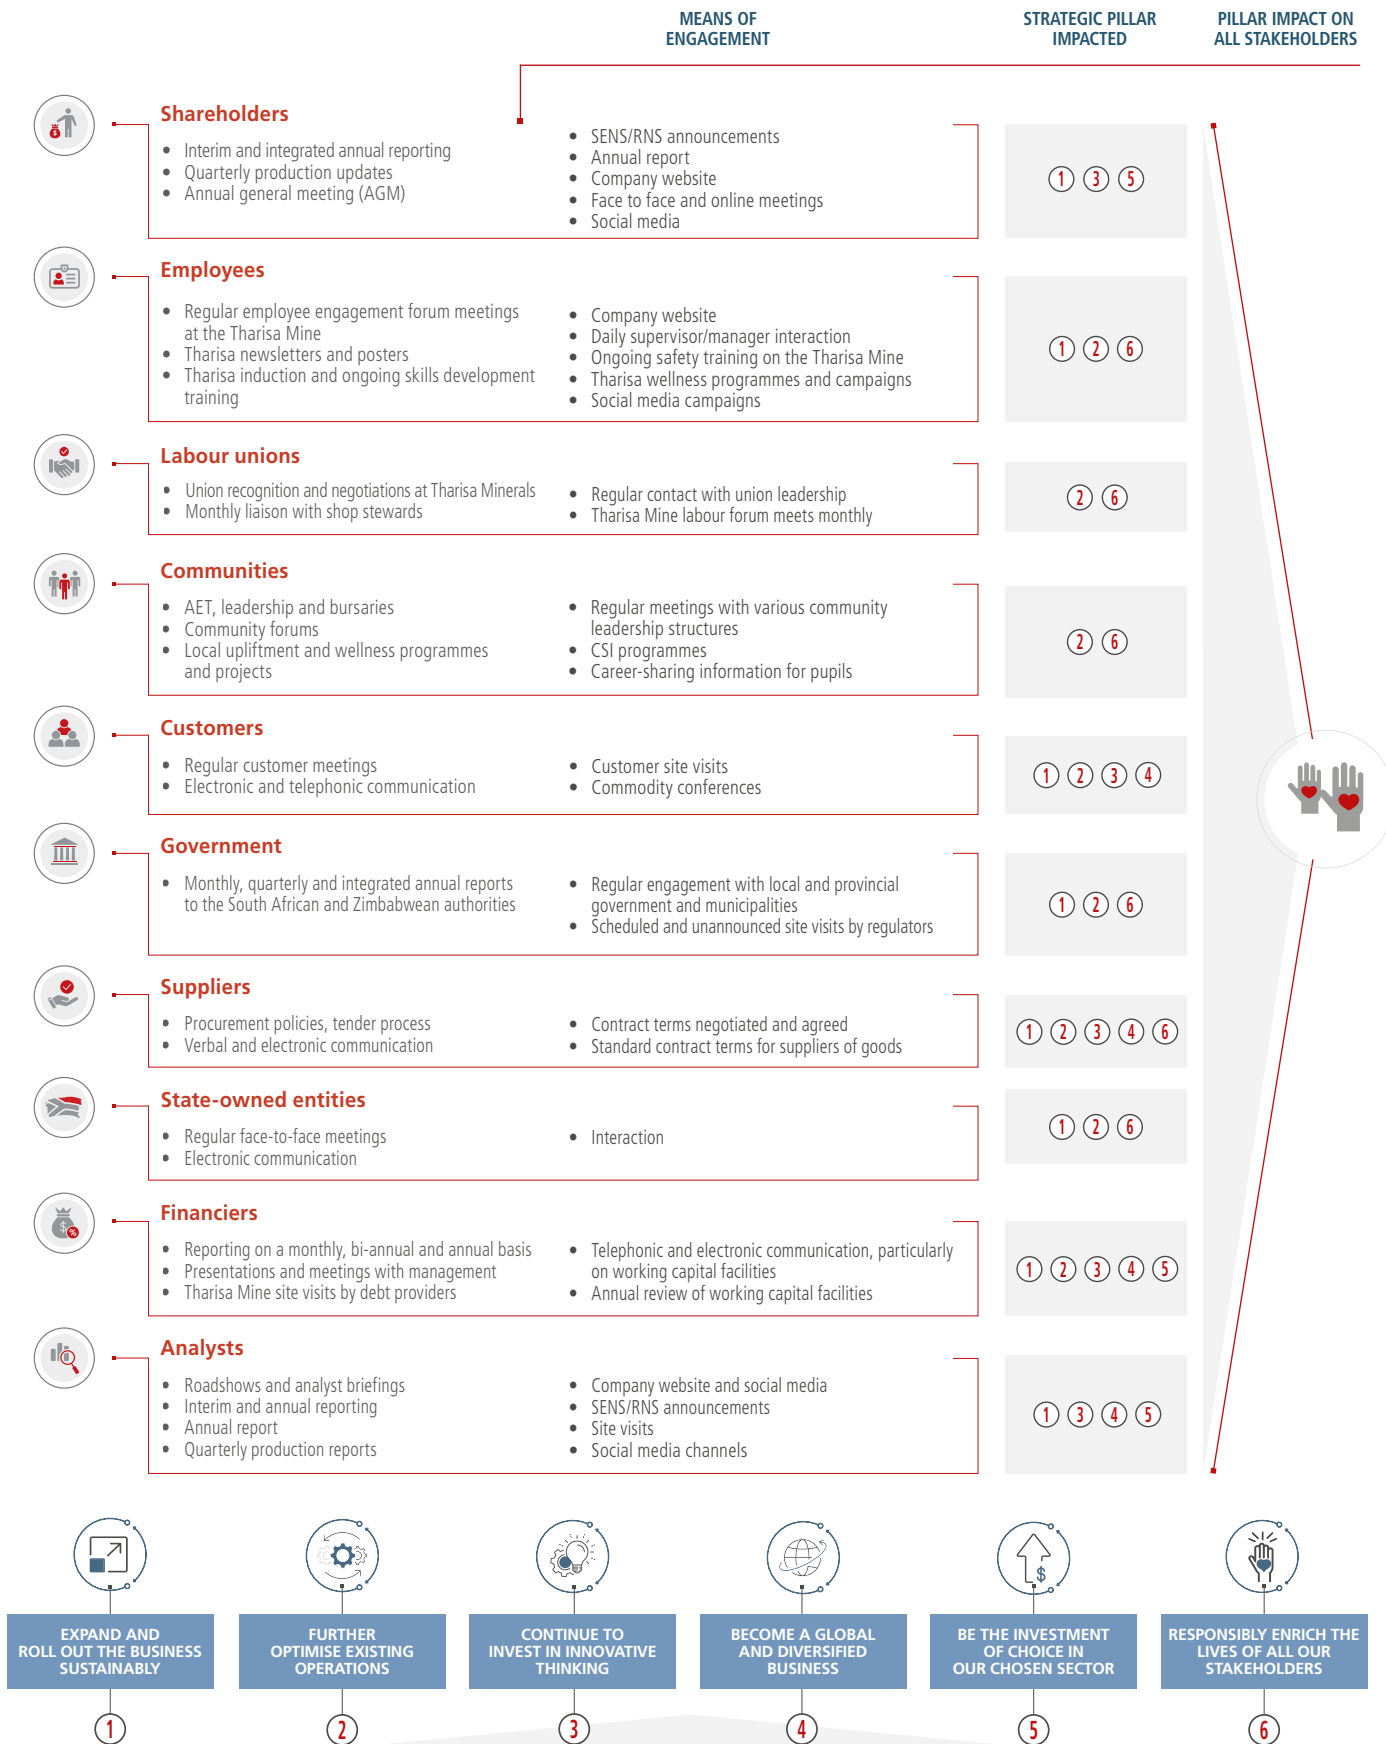 MEANS OF
ENGAGEMENT
STRATEGIC PILLAR
IMPACTED
PILLAR IMPACT ON
ALL STAKEHOLDERS
Shareholders
• Interim and integrated annual reporting
• Quarterly production updates
• Annual general meeting (AGM)
• SENS/RNS announcements
• Annual report
• Company website
• Face to face and online meetings
• Social media
1 3 5
Employees
• Regular employee engagement forum meetings
at the Tharisa Mine
• Tharisa newsletters and posters
• Tharisa induction and ongoing skills development
training
• Company website
• Daily supervisor/manager interaction
• Ongoing safety training on the Tharisa Mine
• Tharisa wellness programmes and campaigns
• Social media campaigns
1 2 6
Labour unions
• Union recognition and negotiations at Tharisa Minerals
• Monthly liaison with shop stewards
• Regular contact with union leadership
• Tharisa Mine labour forum meets monthly
2 6
Communities
• AET, leadership and bursaries
• Community forums
• Local upliftment and wellness programmes
and projects
• Regular meetings with various community
leadership structures
• CSI programmes
• Career-sharing information for pupils
2 6
Customers
• Regular customer meetings
• Electronic and telephonic communication
• Customer site visits
• Commodity conferences
1 2 3 4
Government
• Monthly, quarterly and integrated annual reports
to the South African and Zimbabwean authorities
• Regular engagement with local and provincial
government and municipalities
• Scheduled and unannounced site visits by regulators
1 2 6
Suppliers
• Procurement policies, tender process
• Verbal and electronic communication
• Contract terms negotiated and agreed
• Standard contract terms for suppliers of goods
1 2 3 4 6
State-owned entities
• Regular face-to-face meetings
• Electronic communication
• Interaction
1 2 6
Financiers
• Reporting on a monthly, bi-annual and annual basis
• Presentations and meetings with management
• Tharisa Mine site visits by debt providers
• Telephonic and electronic communication, particularly
on working capital facilities
• Annual review of working capital facilities
1 2 3 4 5
Analysts
• Roadshows and analyst briefings
• Interim and annual reporting
• Annual report
• Quarterly production reports
• Company website and social media
• SENS/RNS announcements
• Site visits
• Social media channels
1 3 4 5
EXPAND AND
ROLL OUT THE BUSINESS
SUSTAINABLY
1
FURTHER
OPTIMISE EXISTING
OPERATIONS
2
CONTINUE TO
INVEST IN INNOVATIVE
THINKING
3
BECOME A GLOBAL
AND DIVERSIFIED
BUSINESS
4
BE THE INVESTMENT
OF CHOICE IN
OUR CHOSEN SECTOR
5
RESPONSIBLY ENRICH THE
LIVES OF ALL OUR
STAKEHOLDERS
6